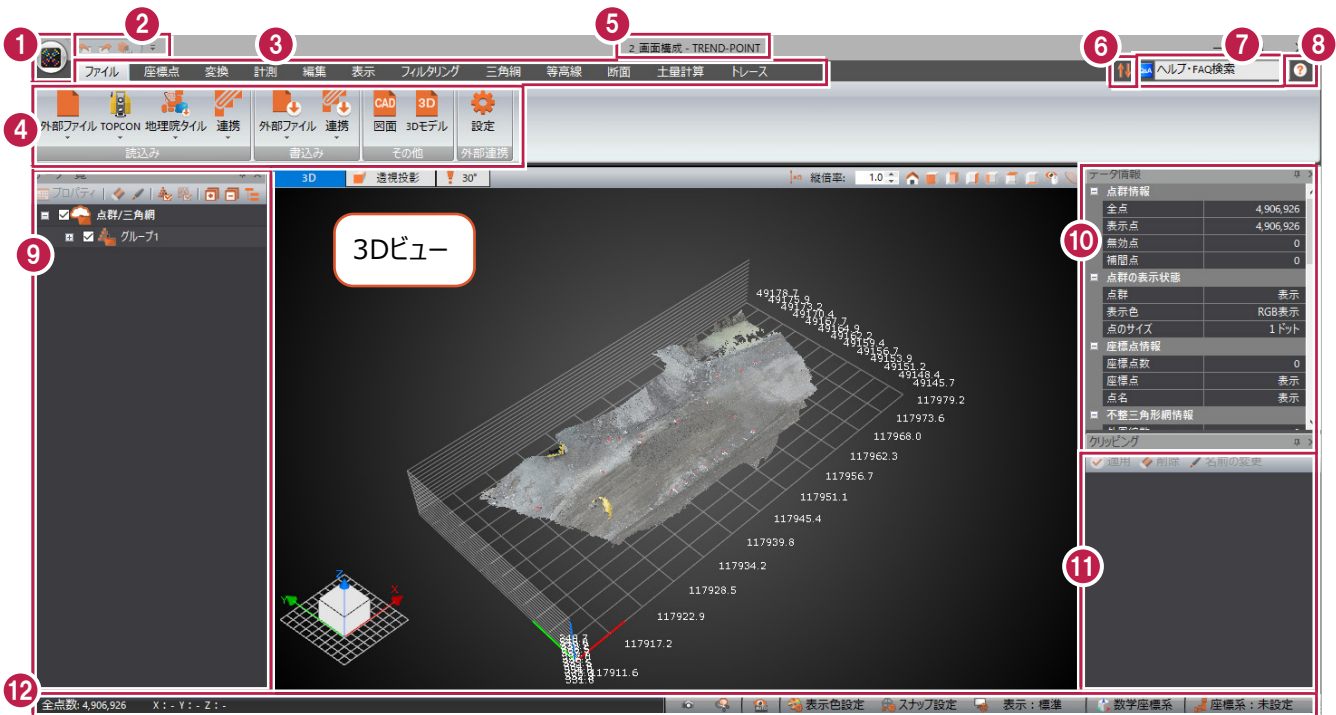 1
2
3
5
2_画面構成 - TREND-POINT
6
7
8
ファイル 座標点 変換 計測 編集 表示 フィルタリング 三角網 等高線 断面 土量計算 トレース
Q&A ヘルプ・FAQ検索
?
4
CAD 3D
外部ファイル TOPCON 地理院タイル 連携 外部ファイル 連携 図面 3Dモデル 設定
読込み 書込み その他 外部連携
プロパティ
点群/三角網
グループ1
9
3D 透視投影 30° 縦倍率: 1.0
3Dビュー
49178.7
49175.9
49173.2
49170.4
49167.7
49164.9
49162.2
49159.4
49156.7
49153.9
49151.2
49148.4
49145.7
117979.2
117973.6
117968.0
117962.3
117956.7
117951.1
117945.4
117939.8
117934.2
117928.5
117922.9
117917.2
117911.6
Z
Y
X
データ情報
10
点群情報
全点 4,906,926
表示点 4,906,926
無効点 0
補間点 0
点群の表示状態
点群 表示
表示色 RGB表示
点のサイズ 1ドット
座標点情報
座標点数 0
座標点 表示
点名 表示
不整三角形網情報
クリッピング
適用 削除 名前の変更
11
12
全点数: 4,906,926 X : - Y : - Z : - 表示色設定 スナップ設定 表示 : 標準 数学座標系 座標系 : 未設定